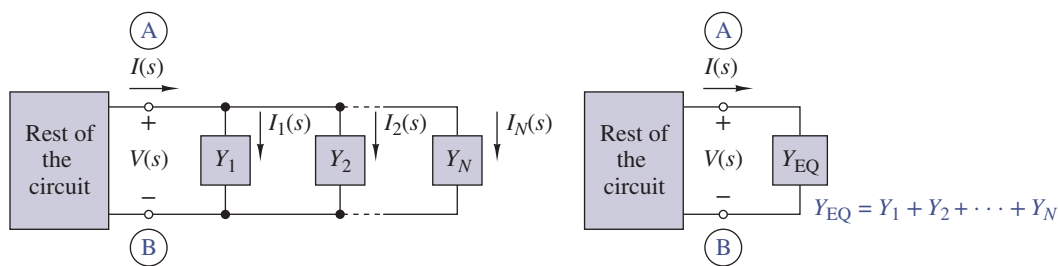 A
I(s)
Rest of
the
circuit
+
V(s)
−
Y1
I1(s)
Y2
I2(s)
YN
IN(s)
B
A
I(s)
Rest of
the
circuit
+
V(s)
−
YEQ
YEQ = Y1 + Y2 + · · · + YN
B